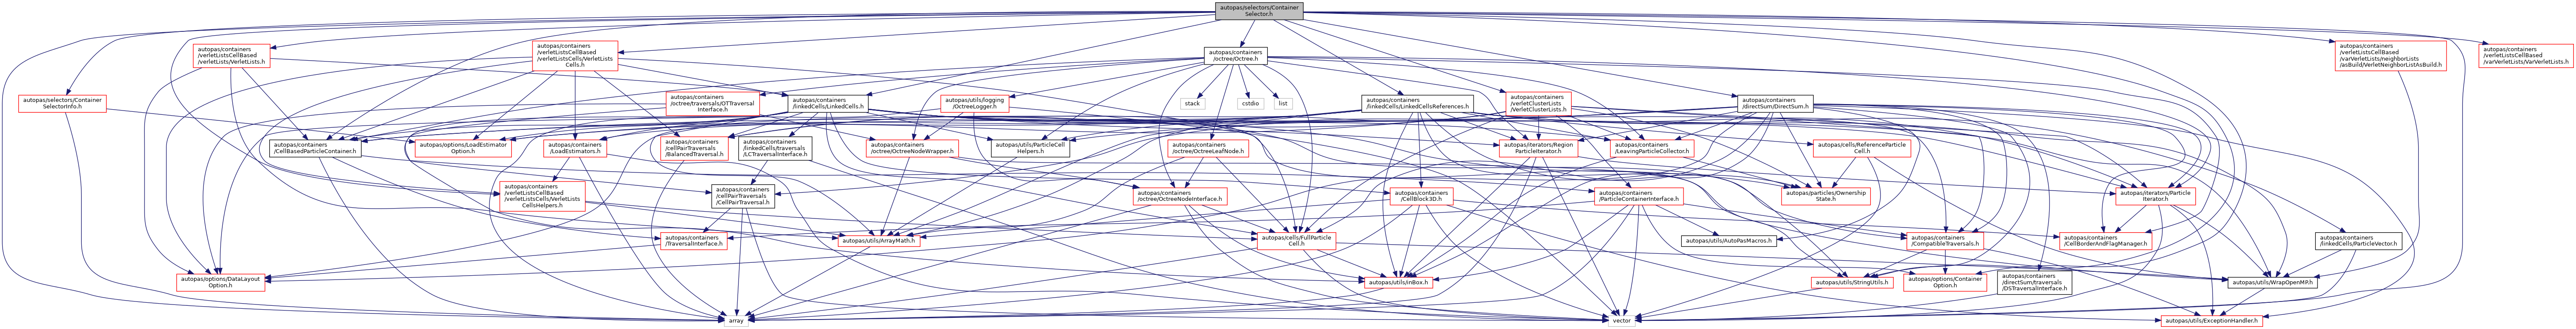 autopas/selectors/Container
Selector.h
autopas/containers
/verletListsCellBased
/verletLists/VerletLists.h
autopas/containers
/verletListsCellBased
/verletListsCells/VerletLists
Cells.h
autopas/containers
/octree/Octree.h
autopas/containers
/verletListsCellBased
/varVerletLists/neighborLists
/asBuild/VerletNeighborListAsBuild.h
autopas/containers
/verletListsCellBased
/varVerletLists/VarVerletLists.h
autopas/selectors/Container
SelectorInfo.h
autopas/containers
/octree/traversals/OTTraversal
Interface.h
autopas/containers
/linkedCells/LinkedCells.h
autopas/utils/logging
/OctreeLogger.h
stack
cstdio
list
autopas/containers
/linkedCells/LinkedCellsReferences.h
autopas/containers
/verletClusterLists
/VerletClusterLists.h
autopas/containers
/directSum/DirectSum.h
autopas/containers
/CellBasedParticleContainer.h
autopas/options/LoadEstimator
Option.h
autopas/containers
/LoadEstimators.h
autopas/containers
/cellPairTraversals
/BalancedTraversal.h
autopas/containers
/linkedCells/traversals
/LCTraversalInterface.h
autopas/containers
/octree/OctreeNodeWrapper.h
autopas/utils/ParticleCell
Helpers.h
autopas/containers
/octree/OctreeLeafNode.h
autopas/iterators/Region
ParticleIterator.h
autopas/containers
/LeavingParticleCollector.h
autopas/cells/ReferenceParticle
Cell.h
autopas/containers
/verletListsCellBased
/verletListsCells/VerletLists
CellsHelpers.h
autopas/containers
/cellPairTraversals
/CellPairTraversal.h
autopas/containers
/octree/OctreeNodeInterface.h
autopas/containers
/CellBlock3D.h
autopas/containers
/ParticleContainerInterface.h
autopas/particles/Ownership
State.h
autopas/iterators/Particle
Iterator.h
autopas/containers
/TraversalInterface.h
autopas/utils/ArrayMath.h
autopas/cells/FullParticle
Cell.h
autopas/utils/AutoPasMacros.h
autopas/containers
/CompatibleTraversals.h
autopas/containers
/CellBorderAndFlagManager.h
autopas/containers
/linkedCells/ParticleVector.h
autopas/options/DataLayout
Option.h
autopas/utils/inBox.h
autopas/utils/StringUtils.h
autopas/options/Container
Option.h
autopas/containers
/directSum/traversals
/DSTraversalInterface.h
autopas/utils/WrapOpenMP.h
array
vector
autopas/utils/ExceptionHandler.h